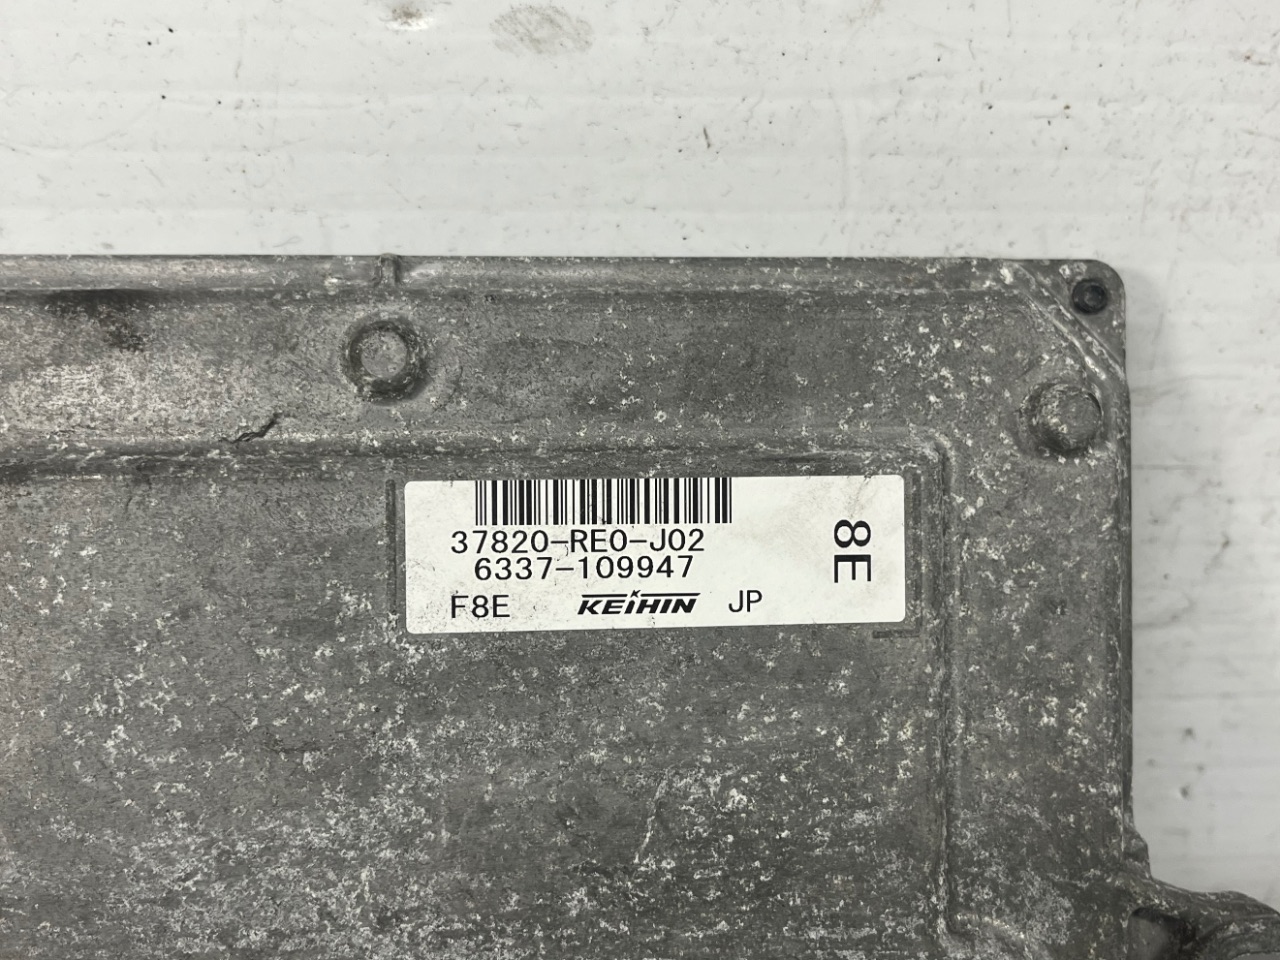 37820-RE0-J02
6337-109947
F8E KEIHIN JP
8E